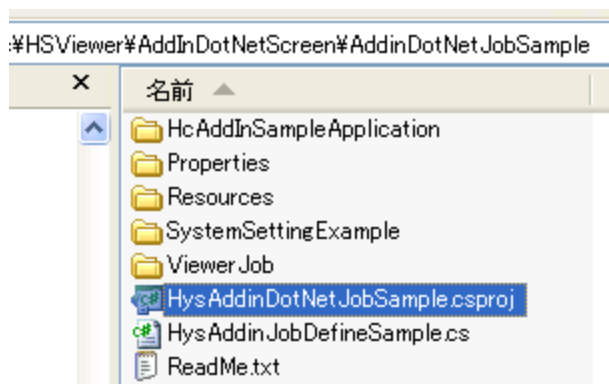 ¥HSViewer¥AddInDotNetScreen¥AddinDotNetJobSample
名前
HcAddInSampleApplication
Properties
Resources
SystemSettingExample
ViewerJob
HysAddinDotNetJobSample.csproj
HysAddinJobDefineSample.cs
ReadMe.txt